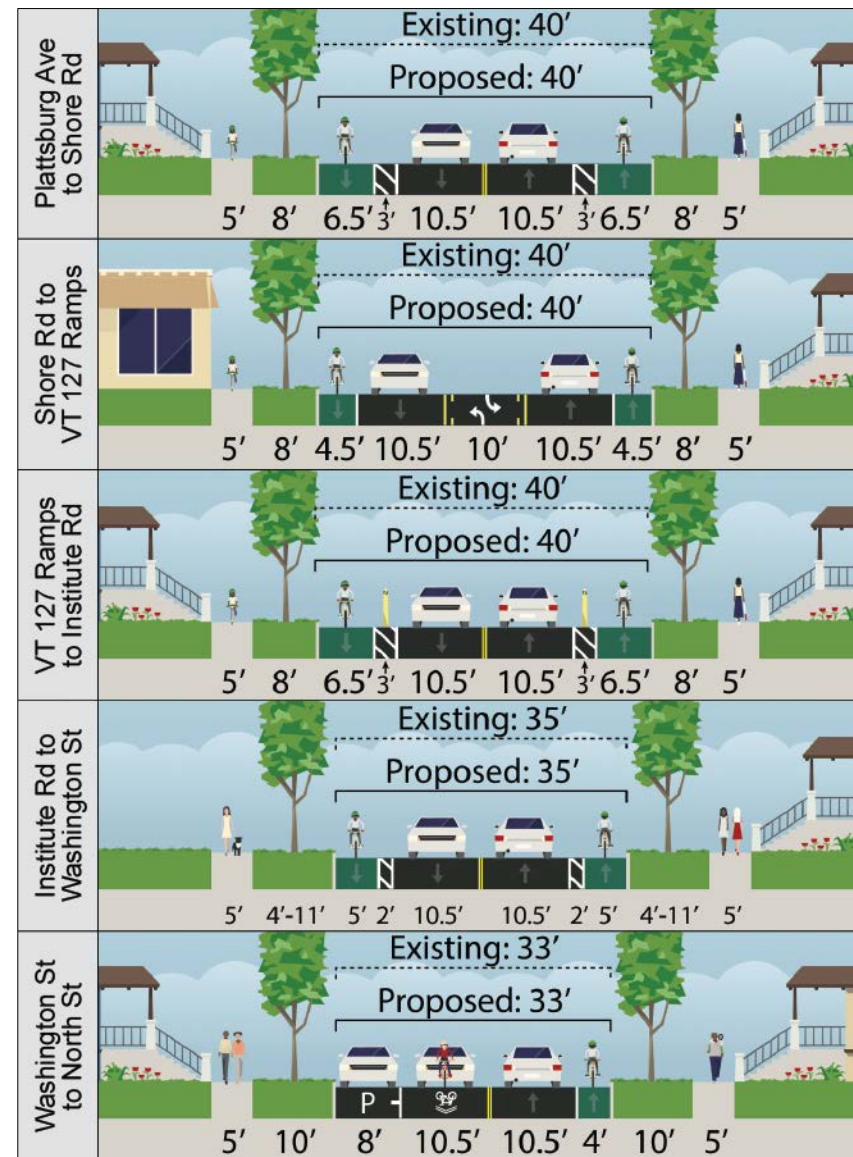 Plattsburg Ave
to Shore Rd
Existing: 40’
Proposed: 40’
5’ 8’ 6.5’ 3’ 10.5’ 10.5’ 3’ 6.5’ 8’ 5’
Shore Rd to
VT 127 Ramps
Existing: 40’
Proposed: 40’
5’ 8’ 4.5’ 10.5’ 10’ 10.5’ 4.5’ 8’ 5’
VT 127 Ramps
to Institute Rd
Existing: 40’
Proposed: 40’
5’ 8’ 6.5’ 3’ 10.5’ 10.5’ 3’ 6.5’ 8’ 5’
Institute Rd to
Washington St
Existing: 35’
Proposed: 35’
5’ 4’-11’ 5’ 2’ 10.5’ 10.5’ 2’ 5’ 4’-11’ 5’
Washington St
to North St
Existing: 33’
Proposed: 33’
P
5’ 10’ 8’ 10.5’ 10.5’ 4’ 10’ 5’